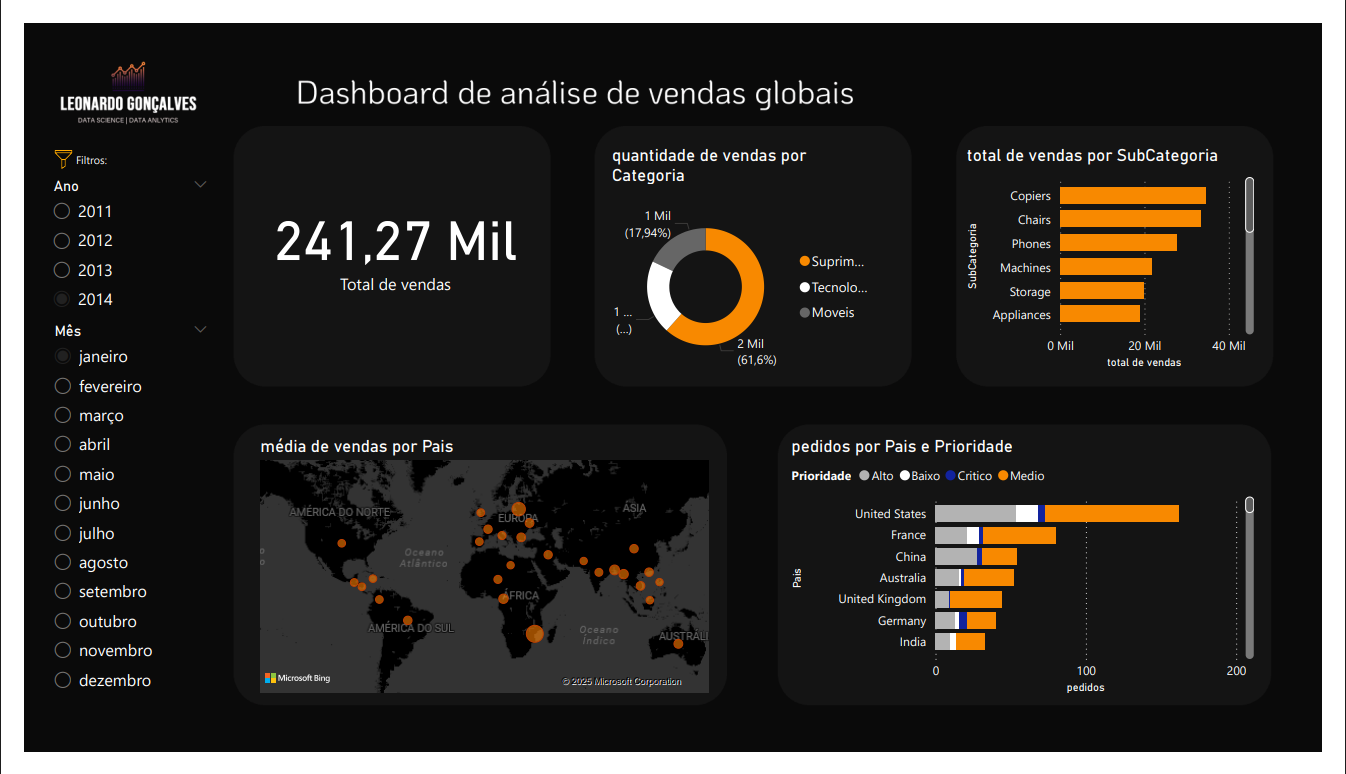 LEONARDO GONÇALVES
DATA SCIENCE | DATA ANLYTICS
Dashboard de análise de vendas globais
Filtros:
Ano
2011
2012
2013
2014
Mês
janeiro
fevereiro
março
abril
maio
junho
julho
agosto
setembro
outubro
novembro
dezembro
241,27 Mil
Total de vendas
quantidade de vendas por
Categoria
1 Mil
(17,94%)
1 ...
(...)
2 Mil
(61,6%)
Suprim...
Tecnolo...
Moveis
total de vendas por SubCategoria
SubCategoria
Copiers
Chairs
Phones
Machines
Storage
Appliances
0 Mil 20 Mil 40 Mil
total de vendas
média de vendas por Pais
AMÉRICA DO NORTE
EUROPA
ÁSIA
Oceano
Atlântico
ÁFRICA
AMÉRICA DO SUL
Oceano
Índico
AUSTRÁLI
Microsoft Bing
© 2025 Microsoft Corporation
pedidos por Pais e Prioridade
Prioridade Alto Baixo Critico Medio
Pais
United States
France
China
Australia
United Kingdom
Germany
India
0 100 200
pedidos